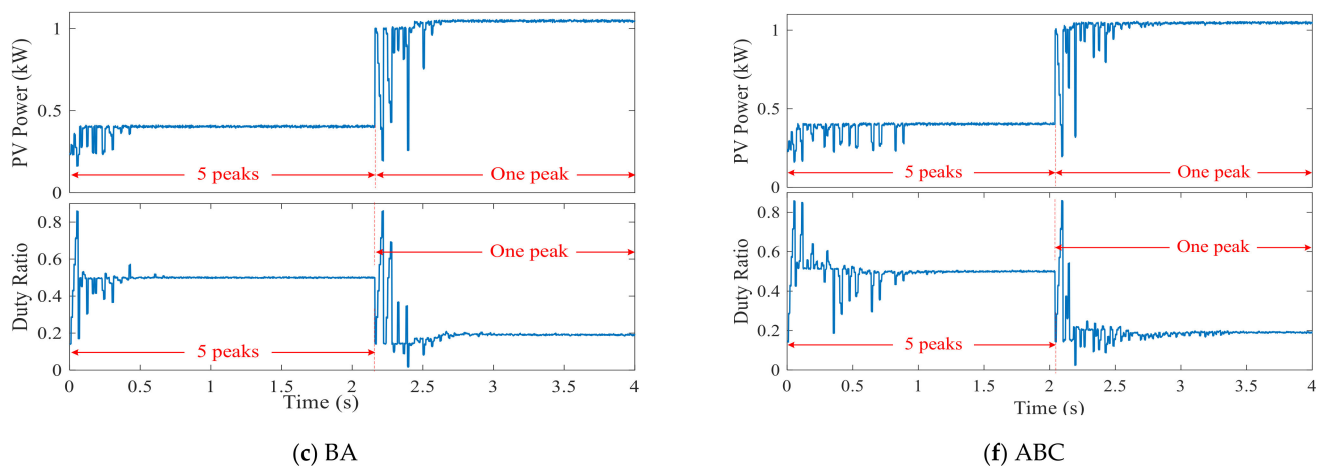 1
0.5
0
PV Power (kW)
5 peaks
One peak
0.8
0.6
0.4
0.2
0
Duty Ratio
One peak
5 peaks
0 0.5 1 1.5 2 2.5 3 3.5 4
Time (s)
(c) BA
1
0.5
0
PV Power (kW)
5 peaks
One peak
0.8
0.6
0.4
0.2
0
Duty Ratio
One peak
5 peaks
0 0.5 1 1.5 2 2.5 3 3.5 4
Time (s)
(f) ABC